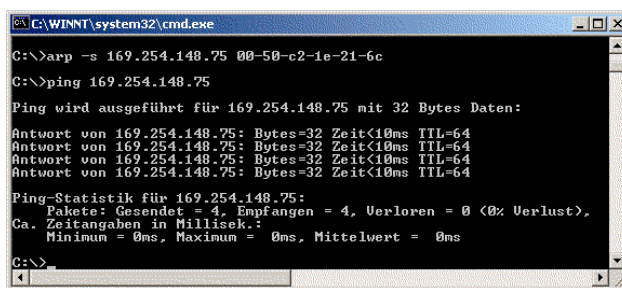 C:\WINNT\system32\cmd.exe
C:\>arp -s 169.254.148.75 00-50-c2-1e-21-6c
C:\>ping 169.254.148.75
Ping wird ausgeführt für 169.254.148.75 mit 32 Bytes Daten:
Antwort von 169.254.148.75: Bytes=32 Zeit<10ms TTL=64
Antwort von 169.254.148.75: Bytes=32 Zeit<10ms TTL=64
Antwort von 169.254.148.75: Bytes=32 Zeit<10ms TTL=64
Antwort von 169.254.148.75: Bytes=32 Zeit<10ms TTL=64
Ping-Statistik für 169.254.148.75:
Pakete: Gesendet = 4, Empfangen = 4, Verloren = 0 (0% Verlust),
Ca. Zeitangaben in Millisek.:
Minimum = 0ms, Maximum = 0ms, Mittelwert = 0ms
C:\>_